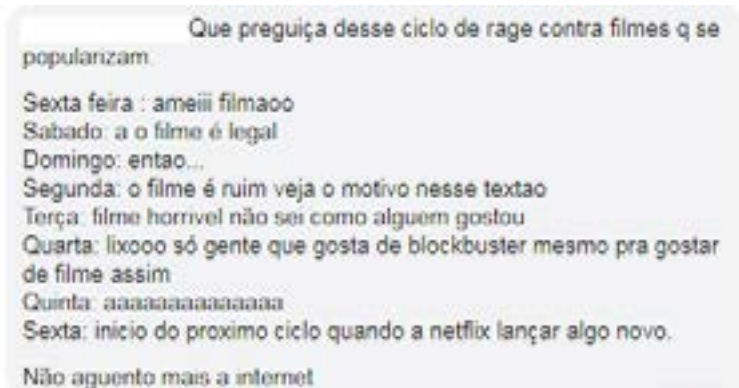 Que preguiça desse ciclo de rage contra filmes q se
popularizam.
Sexta feira : ameiii filmaoo
Sabado: a o filme é legal
Domingo: entao...
Segunda: o filme é ruim veja o motivo nesse textao
Terça: filme horrivel não sei como alguem gostou
Quarta: lixooo só gente que gosta de blockbuster mesmo pra gostar
de filme assim
Quinta: aaaaaaaaaaaaaa
Sexta: inicio do proximo ciclo quando a netflix lançar algo novo.
Não aguento mais a internet